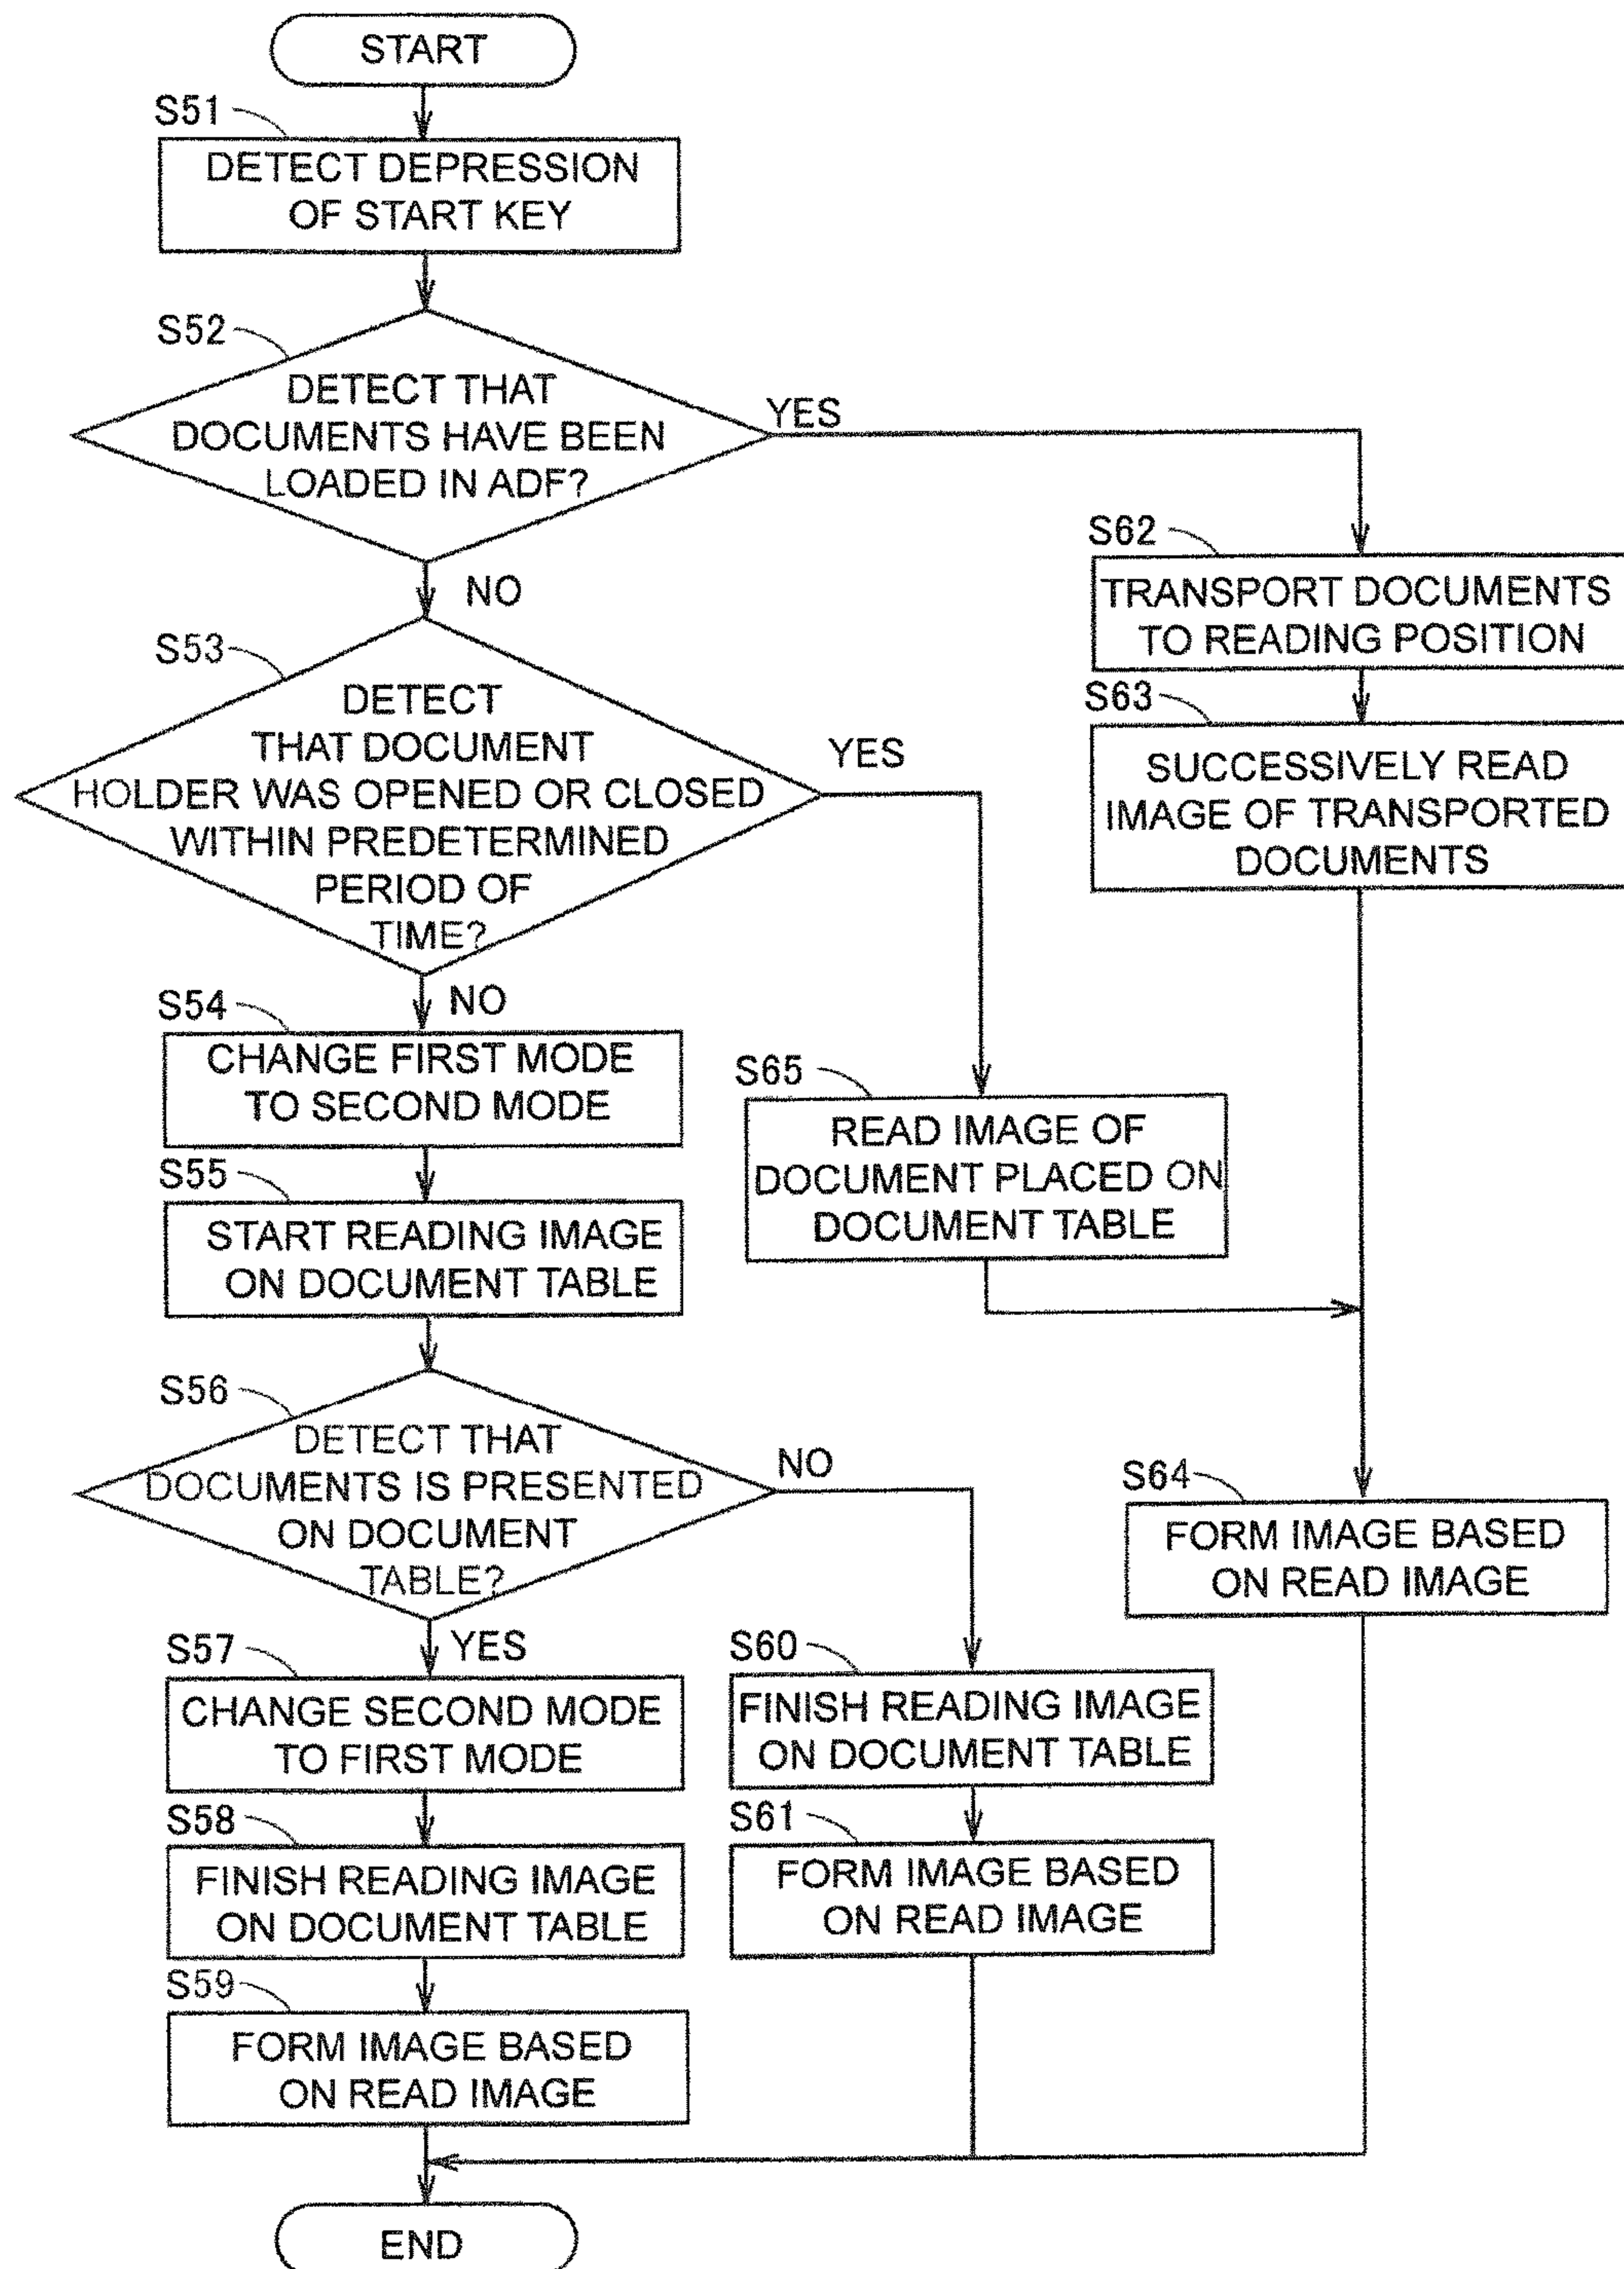 START
S51
DETECT DEPRESSION
OF START KEY
S52
DETECT THAT
DOCUMENTS HAVE BEEN
LOADED IN ADF?
YES
NO
S62
TRANSPORT DOCUMENTS
TO READING POSITION
S53
DETECT
THAT DOCUMENT
HOLDER WAS OPENED OR CLOSED
WITHIN PREDETERMINED
PERIOD OF
TIME?
YES
NO
S63
SUCCESSIVELY READ
IMAGE OF TRANSPORTED
DOCUMENTS
S54
CHANGE FIRST MODE
TO SECOND MODE
S65
READ IMAGE OF
DOCUMENT PLACED ON
DOCUMENT TABLE
S55
START READING IMAGE
ON DOCUMENT TABLE
S56
DETECT THAT
DOCUMENTS IS PRESENTED
ON DOCUMENT
TABLE?
NO
YES
S64
FORM IMAGE BASED
ON READ IMAGE
S57
CHANGE SECOND MODE
TO FIRST MODE
S60
FINISH READING IMAGE
ON DOCUMENT TABLE
S58
FINISH READING IMAGE
ON DOCUMENT TABLE
S61
FORM IMAGE BASED
ON READ IMAGE
S59
FORM IMAGE BASED
ON READ IMAGE
END